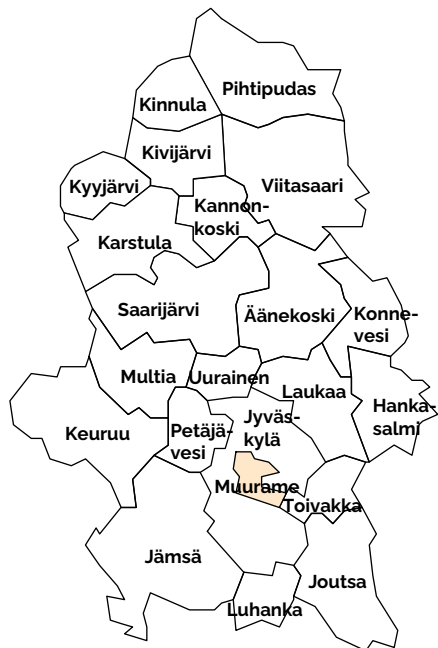 Pihtipudas
Kinnula
Kivijärvi
Kyyjärvi
Viitasaari
Kannon-
koski
Karstula
Saarijärvi
Äänekoski
Konne-
vesi
Multia
Uurainen
Laukaa
Hanka-
salmi
Keuruu
Petäjä-
vesi
Jyväs-
kylä
Muurame
Toivakka
Jämsä
Joutsa
Luhanka